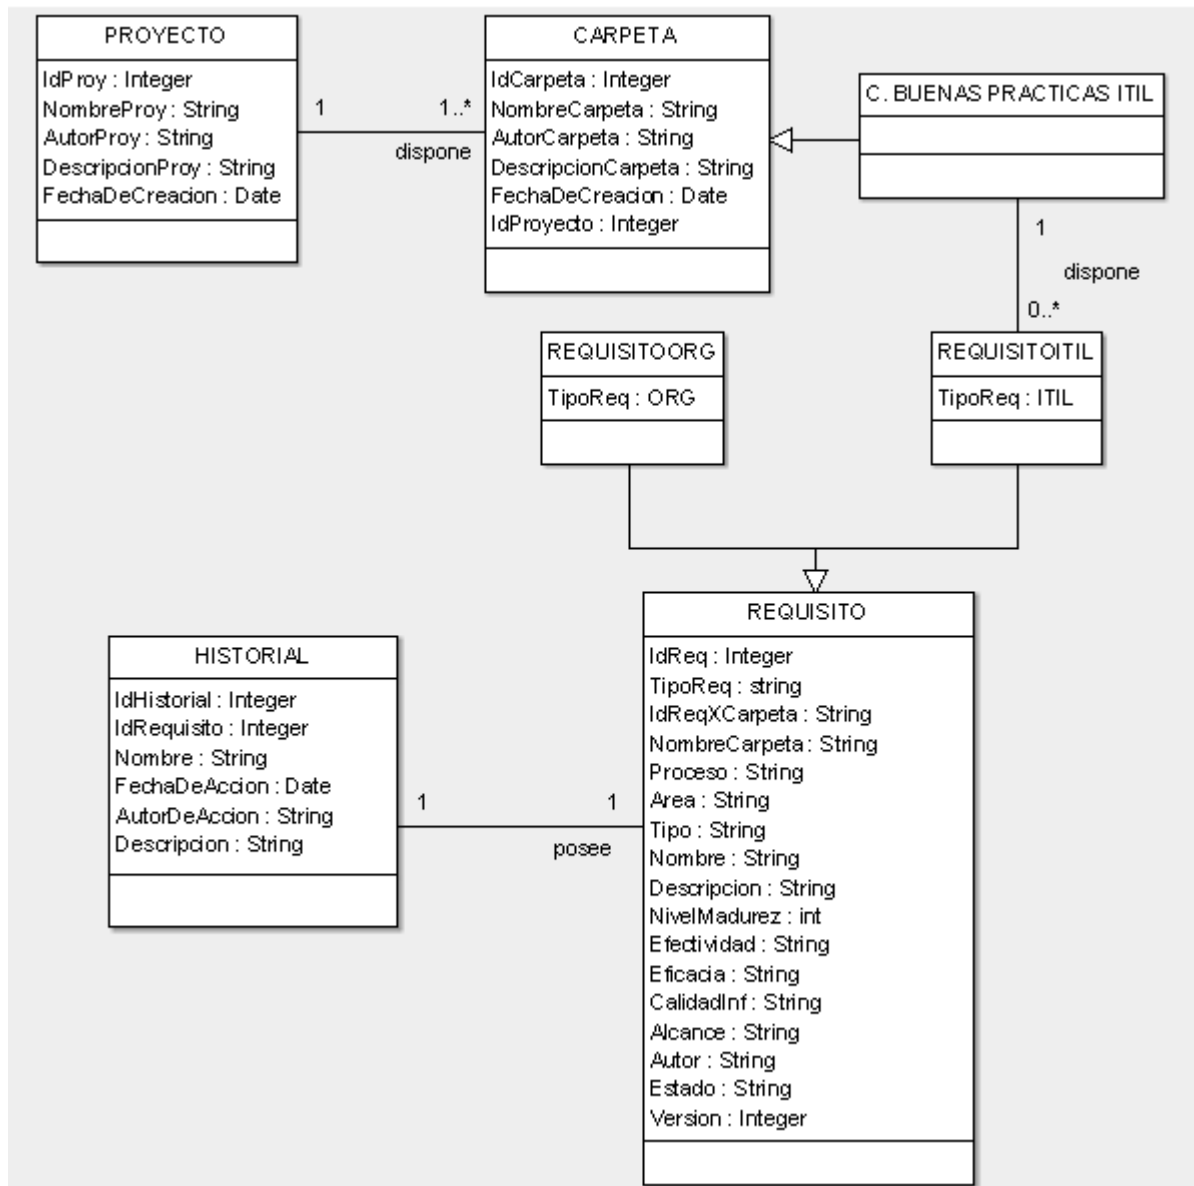 PROYECTO
IdProy : Integer
NombreProy : String
AutorProy : String
DescripcionProy : String
FechaDeCreacion : Date
1
1..*
dispone
CARPETA
IdCarpeta : Integer
NombreCarpeta : String
AutorCarpeta : String
DescripcionCarpeta : String
FechaDeCreacion : Date
IdProyecto : Integer
C. BUENAS PRACTICAS ITIL
1
dispone
0..*
REQUISITOORG
TipoReq : ORG
REQUISITOITIL
TipoReq : ITIL
HISTORIAL
IdHistorial : Integer
IdRequisito : Integer
Nombre : String
FechaDeAccion : Date
AutorDeAccion : String
Descripcion : String
1
1
posee
REQUISITO
IdReq : Integer
TipoReq : string
IdReqXCarpeta : String
NombreCarpeta : String
Proceso : String
Area : String
Tipo : String
Nombre : String
Descripcion : String
NivelMadurez : int
Efectividad : String
Eficacia : String
CalidadInf : String
Alcance : String
Autor : String
Estado : String
Version : Integer